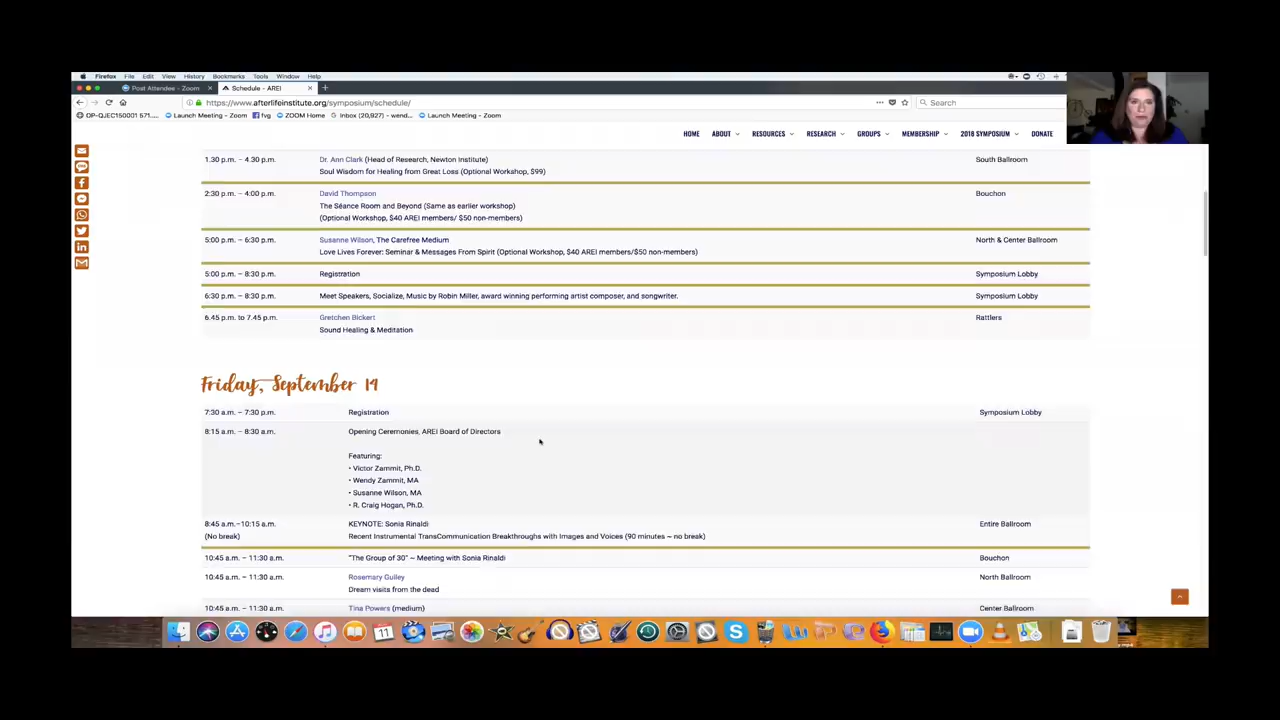 Firefox File Edit View History Bookmarks Tools Window Help
Post Attendee - Zoom
Schedule - AREI
https://www.afterlifeinstitute.org/symposium/schedule/
Search
OP-QJEC150001 571.... Launch Meeting - Zoom fvg ZOOM Home Inbox (20,927) - wend... Launch Meeting - Zoom
HOME ABOUT RESOURCES RESEARCH GROUPS MEMBERSHIP 2018 SYMPOSIUM DONATE
1.30 p.m. – 4.30 p.m. Dr. Ann Clark (Head of Research, Newton Institute) South Ballroom
Soul Wisdom for Healing from Great Loss (Optional Workshop, $99)
2:30 p.m. – 4:00 p.m. David Thompson Bouchon
The Séance Room and Beyond (Same as earlier workshop)
(Optional Workshop, $40 AREI members/ $50 non-members)
5:00 p.m. – 6:30 p.m. Susanne Wilson, The Carefree Medium North & Center Ballroom
Love Lives Forever: Seminar & Messages From Spirit (Optional Workshop, $40 AREI members/$50 non-members)
5:00 p.m. – 8:30 p.m. Registration Symposium Lobby
6:30 p.m. – 8:30 p.m. Meet Speakers, Socialize, Music by Robin Miller, award winning performing artist composer, and songwriter. Symposium Lobby
6.45 p.m. to 7.45 p.m. Gretchen Bickert Rattlers
Sound Healing & Meditation
Friday, September 14
7:30 a.m. – 7:30 p.m. Registration Symposium Lobby
8:15 a.m. – 8:30 a.m. Opening Ceremonies, AREI Board of Directors
Featuring:
• Victor Zammit, Ph.D.
• Wendy Zammit, MA
• Susanne Wilson, MA
• R. Craig Hogan, Ph.D.
8:45 a.m.–10:15 a.m. KEYNOTE: Sonia Rinaldi Entire Ballroom
(No break) Recent Instrumental TransCommunication Breakthroughs with Images and Voices (90 minutes ~ no break)
10:45 a.m. – 11:30 a.m. "The Group of 30" ~ Meeting with Sonia Rinaldi Bouchon
10:45 a.m. – 11:30 a.m. Rosemary Guiley North Ballroom
Dream visits from the dead
10:45 a.m. – 11:30 a.m. Tina Powers (medium) Center Ballroom
11